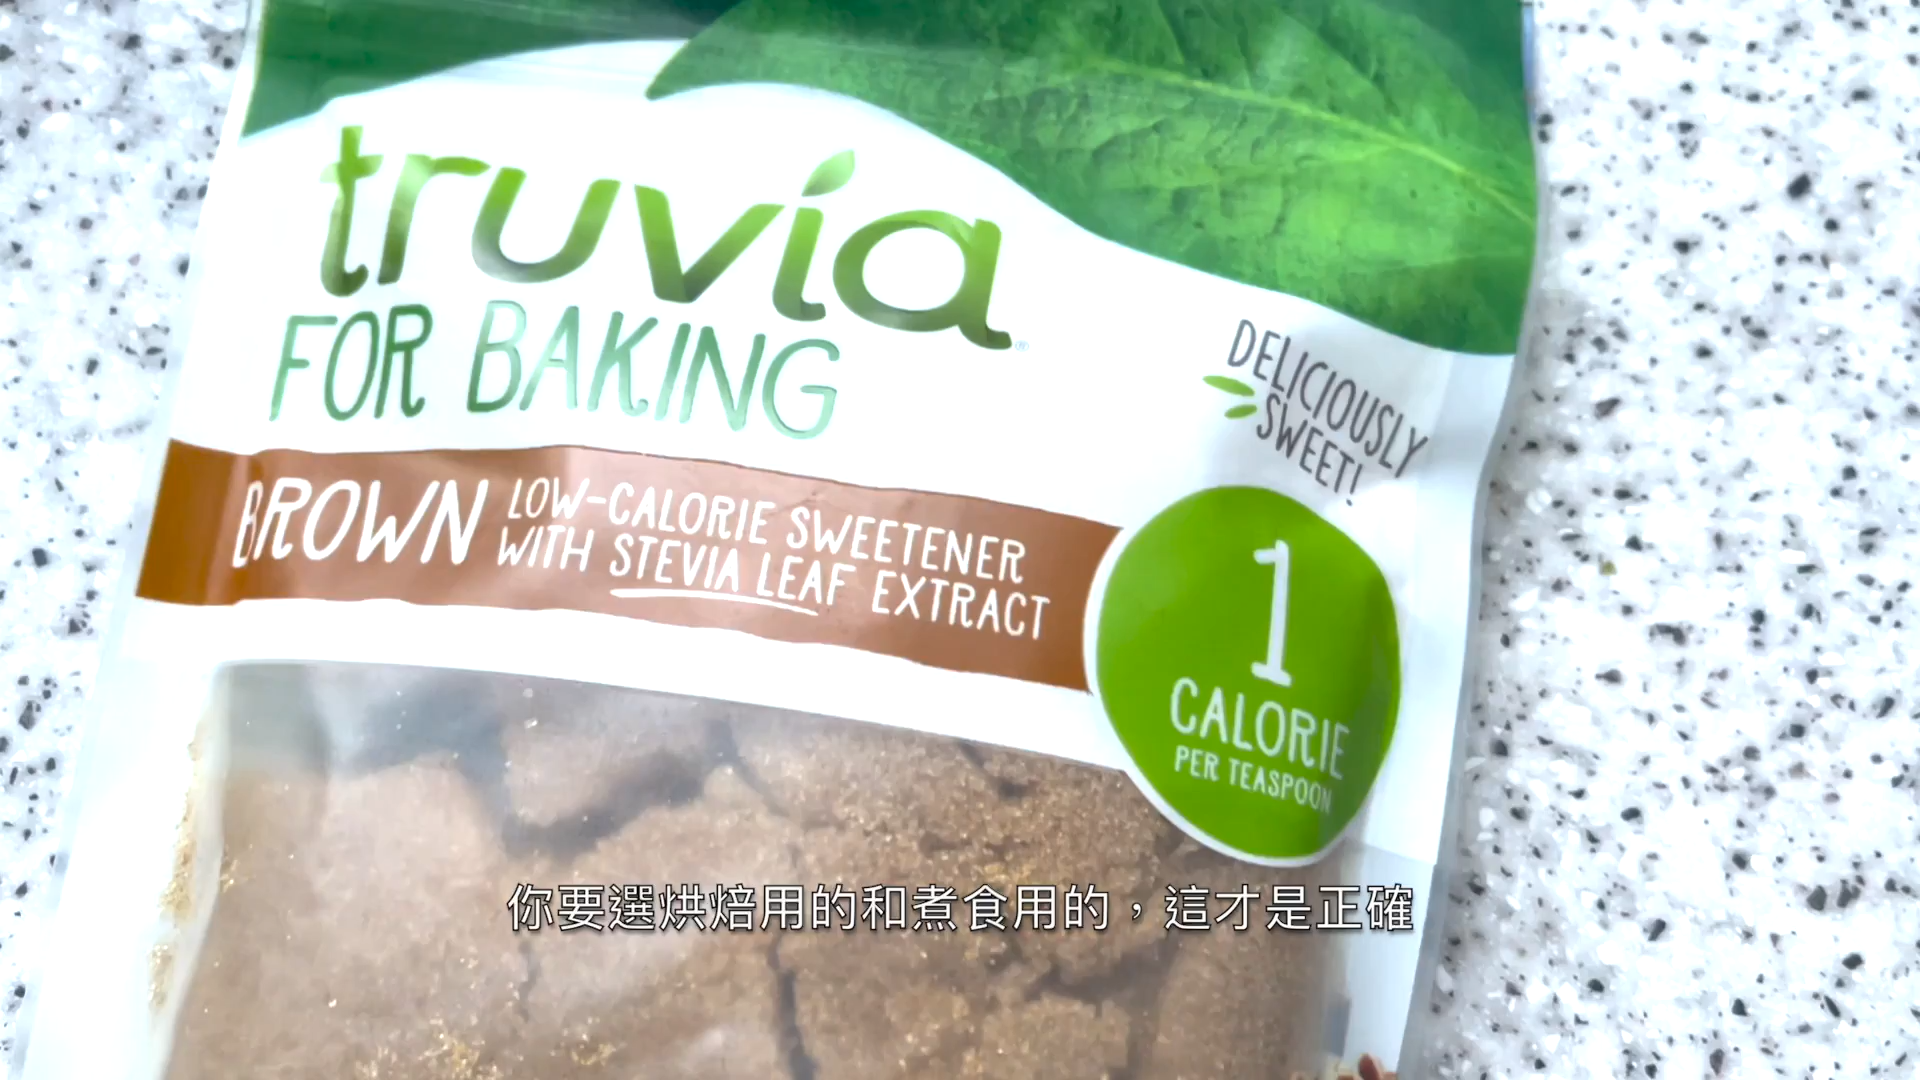 truvia
FOR BAKING
DELICIOUSLY
SWEET!
BROWN
LOW-CALORIE SWEETENER
WITH STEVIA LEAF EXTRACT
1
CALORIE
PER TEASPOON
你要選烘焙用的和煮食用的，這才是正確